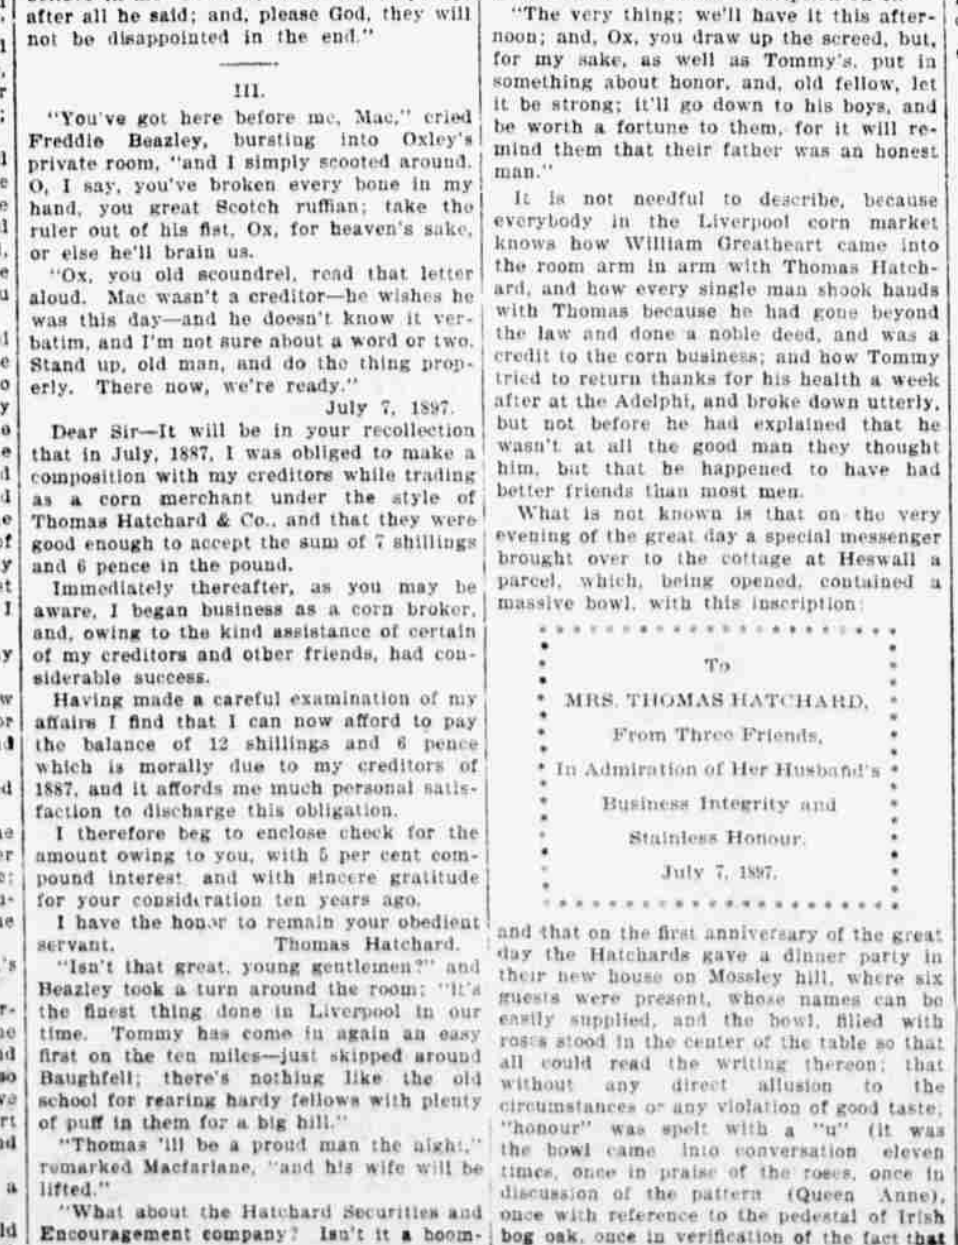 after all he said; and, please God, they will
not be disappointed in the end."
III.
"You've got here before me, Mac," cried
Freddie Beazley, bursting into Oxley's
private room, "and I simply scooted around.
O, I say, you've broken every bone in my
hand, you great Scotch ruffian; take the
ruler out of his fist, Ox, for heaven's sake,
or else he'll brain us.
"Ox, you old scoundrel, read that letter
aloud. Mac wasn't a creditor—he wishes he
was this day—and he doesn't know it ver-
batim, and I'm not sure about a word or two.
Stand up, old man, and do the thing prop-
erly. There now, we're ready."
July 7, 1897.
Dear Sir—It will be in your recollection
that in July, 1887, I was obliged to make a
composition with my creditors while trading
as a corn merchant under the style of
Thomas Hatchard & Co., and that they were
good enough to accept the sum of 7 shillings
and 6 pence in the pound.
Immediately thereafter, as you may be
aware, I began business as a corn broker,
and, owing to the kind assistance of certain
of my creditors and other friends, had con-
siderable success.
Having made a careful examination of my
affairs I find that I can now afford to pay
the balance of 12 shillings and 6 pence
which is morally due to my creditors of
1887, and it affords me much personal satis-
faction to discharge this obligation.
I therefore beg to enclose check for the
amount owing to you, with 5 per cent com-
pound interest and with sincere gratitude
for your consideration ten years ago.
I have the honor to remain your obedient
servant. Thomas Hatchard.
"Isn't that great, young gentlemen?" and
Beazley took a turn around the room; "it's
the finest thing done in Liverpool in our
time. Tommy has come in again an easy
first on the ten miles—just skipped around
Baughfell; there's nothing like the old
school for rearing hardy fellows with plenty
of puff in them for a big hill."
"Thomas 'ill be a proud man the night,"
remarked Macfarlane, "and his wife will be
lifted."
"What about the Hatchard Securities and
Encouragement company? Isn't it a boom-
"The very thing; we'll have it this after-
noon; and, Ox, you draw up the screed, but,
for my sake, as well as Tommy's, put in
something about honor, and, old fellow, let
it be strong; it'll go down to his boys, and
be worth a fortune to them, for it will re-
mind them that their father was an honest
man."
It is not needful to describe, because
everybody in the Liverpool corn market
knows how William Greatheart came into
the room arm in arm with Thomas Hatch-
ard, and how every single man shook hands
with Thomas because he had gone beyond
the law and done a noble deed, and was a
credit to the corn business; and how Tommy
tried to return thanks for his health a week
after at the Adelphi, and broke down utterly,
but not before he had explained that he
wasn't at all the good man they thought
him, but that he happened to have had
better friends than most men.
What is not known is that on the very
evening of the great day a special messenger
brought over to the cottage at Heswall a
parcel, which, being opened, contained a
massive bowl, with this inscription:
To
MRS. THOMAS HATCHARD,
From Three Friends,
In Admiration of Her Husband's
Business Integrity and
Stainless Honour.
July 7, 1897.
and that on the first anniversary of the great
day the Hatchards gave a dinner party in
their new house on Mossley hill, where six
guests were present, whose names can be
easily supplied, and the bowl, filled with
roses stood in the center of the table so that
all could read the writing thereon; that
without any direct allusion to the
circumstances or any violation of good taste,
"honour" was spelt with a "u" (it was
the bowl came into conversation eleven
times, once in praise of the roses, once in
discussion of the pattern (Queen Anne),
once with reference to the pedestal of Irish
bog oak, once in verification of the fact that